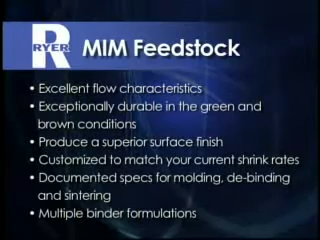 RYER
MIM Feedstock
• Excellent flow characteristics
• Exceptionally durable in the green and
brown conditions
• Produce a superior surface finish
• Customized to match your current shrink rates
• Documented specs for molding, de-binding
and sintering
• Multiple binder formulations